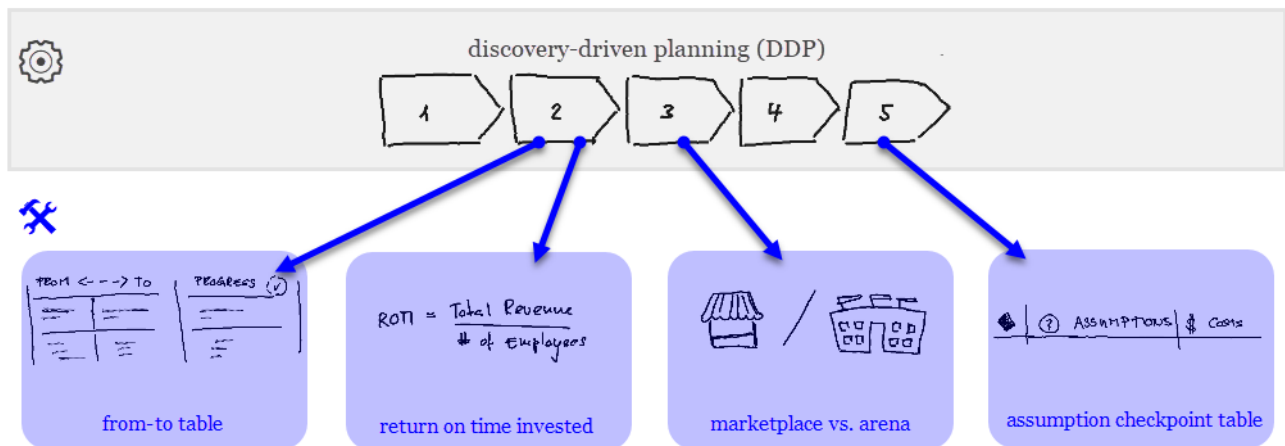 discovery-driven planning (DDP)
1 2 3 4 5
FROM <---> TO
PROGRESS
ROTI = Total Revenue
# of Employees
? ASSUMPTIONS $ Costs
from-to table
return on time invested
marketplace vs. arena
assumption checkpoint table